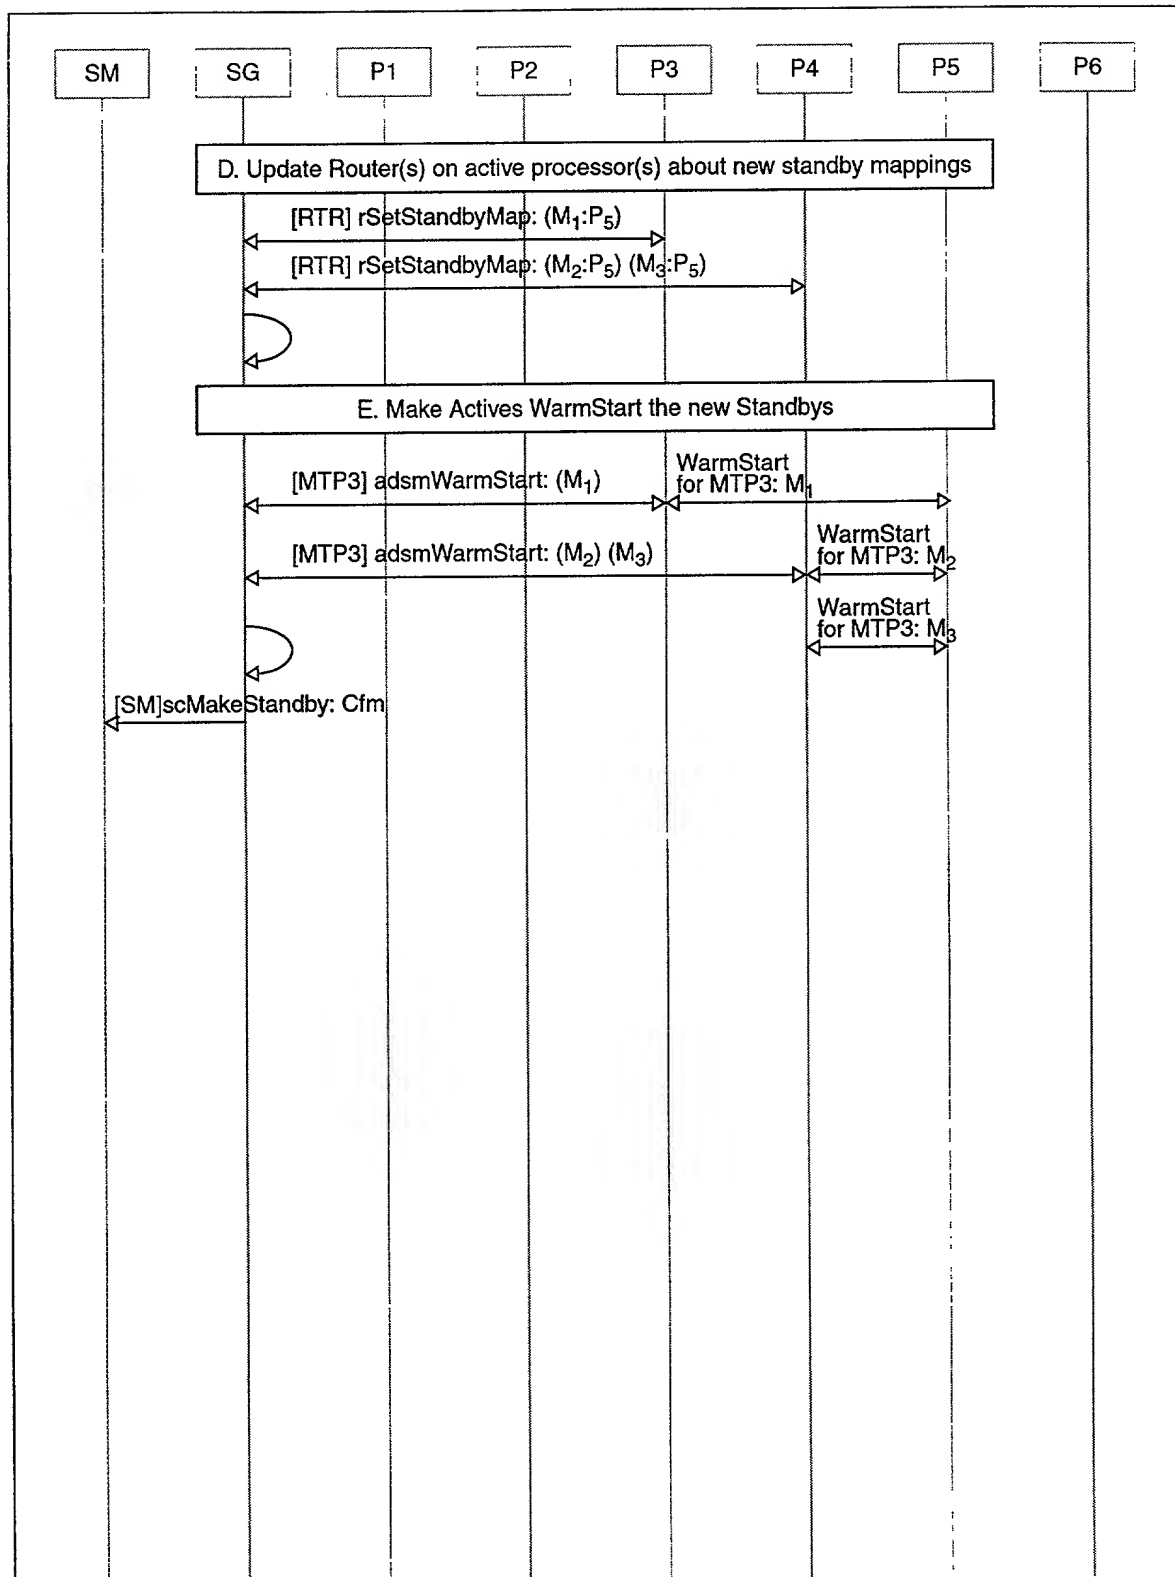 SM SG P1 P2 P3 P4 P5 P6
D. Update Router(s) on active processor(s) about new standby mappings
[RTR] rSetStandbyMap: (M1:P5)
[RTR] rSetStandbyMap: (M2:P5) (M3:P5)
E. Make Actives WarmStart the new Standbys
[MTP3] adsmWarmStart: (M1)
WarmStart
for MTP3: M1
[MTP3] adsmWarmStart: (M2) (M3)
WarmStart
for MTP3: M2
WarmStart
for MTP3: M3
[SM]scMakeStandby: Cfm